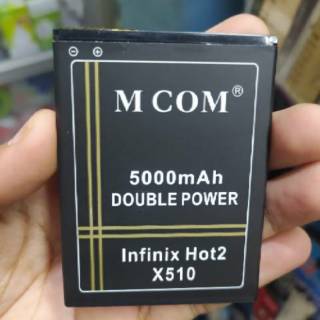 M COM®
5000mAh
DOUBLE POWER
Infinix Hot2
X510